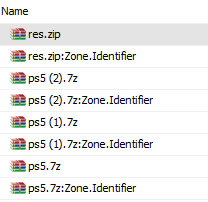 Name
res.zip
res.zip:Zone.Identifier
ps5 (2).7z
ps5 (2).7z:Zone.Identifier
ps5 (1).7z
ps5 (1).7z:Zone.Identifier
ps5.7z
ps5.7z:Zone.Identifier